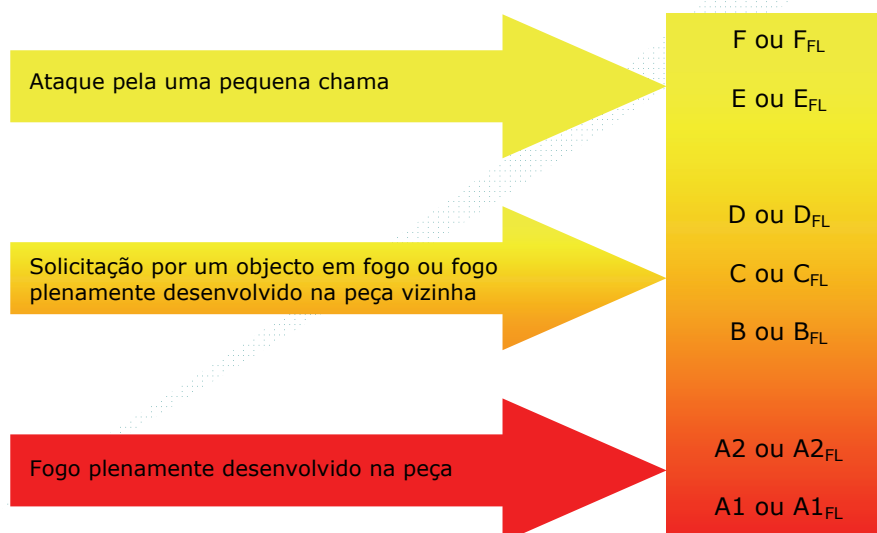 Ataque pela uma pequena chama
F ou FFL
E ou EFL
Solicitação por um objecto em fogo ou fogo
plenamente desenvolvido na peça vizinha
D ou DFL
C ou CFL
B ou BFL
Fogo plenamente desenvolvido na peça
A2 ou A2FL
A1 ou A1FL